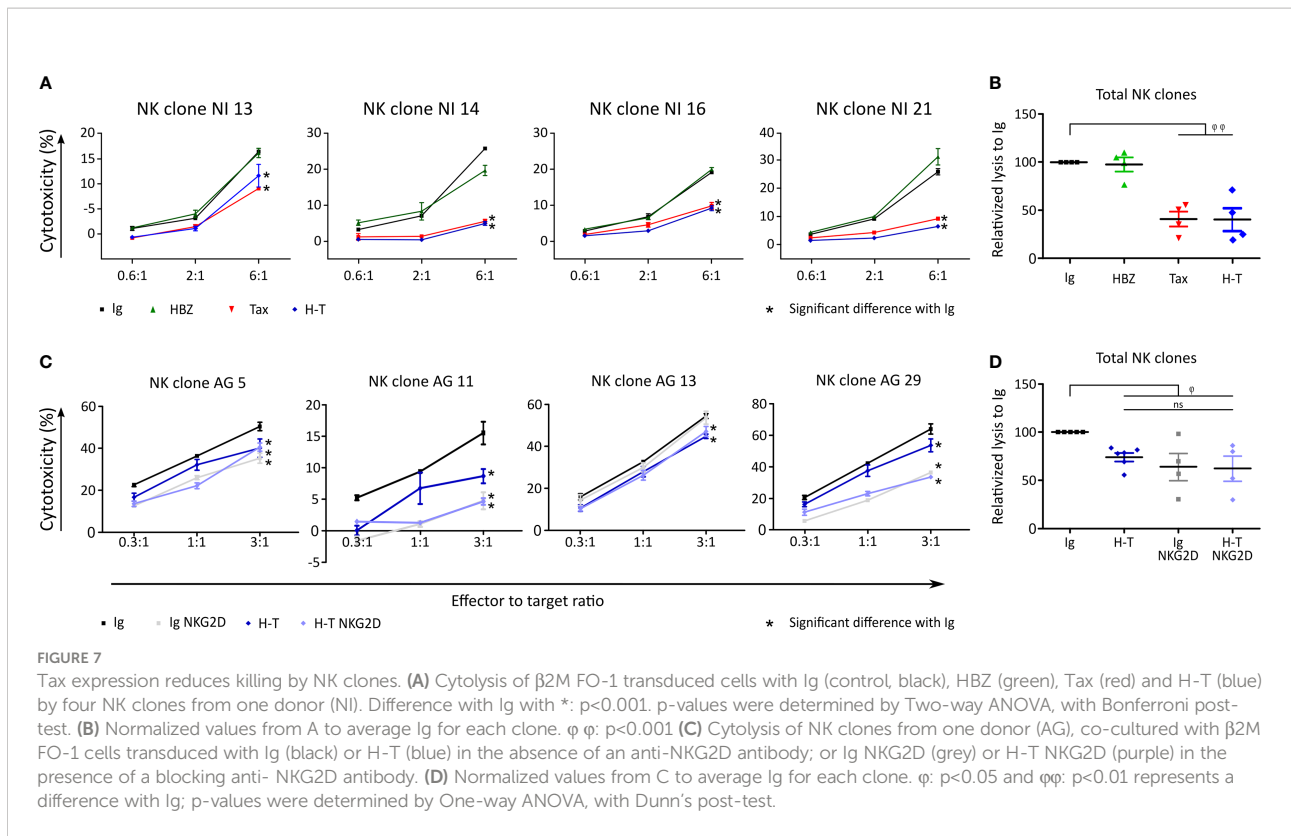 A
B
NK clone NI 13
NK clone NI 14
NK clone NI 16
NK clone NI 21
Total NK clones
Cytotoxicity (%)
20
15
10
-5
0
30
20
10
0
30
20
10
0
40
30
20
10
0
* * * * * * * *
0.6:1 2:1 6:1
0.6:1 2:1 6:1
0.6:1 2:1 6:1
0.6:1 2:1 6:1
Ig HBZ Tax H-T
* Significant difference with Ig
Relativized lysis to Ig
150
100
50
0
φ φ
Ig HBZ Tax H-T
C
D
NK clone AG 5
NK clone AG 11
NK clone AG 13
NK clone AG 29
Total NK clones
Cytotoxicity (%)
60
40
20
0
20
15
10
5
0
-5
60
40
20
0
80
60
40
20
0
* * * * * * * * * *
0.3:1 1:1 3:1
0.3:1 1:1 3:1
0.3:1 1:1 3:1
0.3:1 1:1 3:1
Effector to target ratio
Ig Ig NKG2D H-T H-T NKG2D
* Significant difference with Ig
Relativized lysis to Ig
150
100
50
0
φ
ns
Ig H-T Ig NKG2D H-T NKG2D
FIGURE 7
Tax expression reduces killing by NK clones. (A) Cytolysis of β2M FO-1 transduced cells with Ig (control, black), HBZ (green), Tax (red) and H-T (blue)
by four NK clones from one donor (NI). Difference with Ig with *: p<0.001. p-values were determined by Two-way ANOVA, with Bonferroni post-
test. (B) Normalized values from A to average Ig for each clone. φ φ: p<0.001 (C) Cytolysis of NK clones from one donor (AG), co-cultured with β2M
FO-1 cells transduced with Ig (black) or H-T (blue) in the absence of an anti-NKG2D antibody; or Ig NKG2D (grey) or H-T NKG2D (purple) in the
presence of a blocking anti- NKG2D antibody. (D) Normalized values from C to average Ig for each clone. φ: p<0.05 and φφ: p<0.01 represents a
difference with Ig; p-values were determined by One-way ANOVA, with Dunn's post-test.